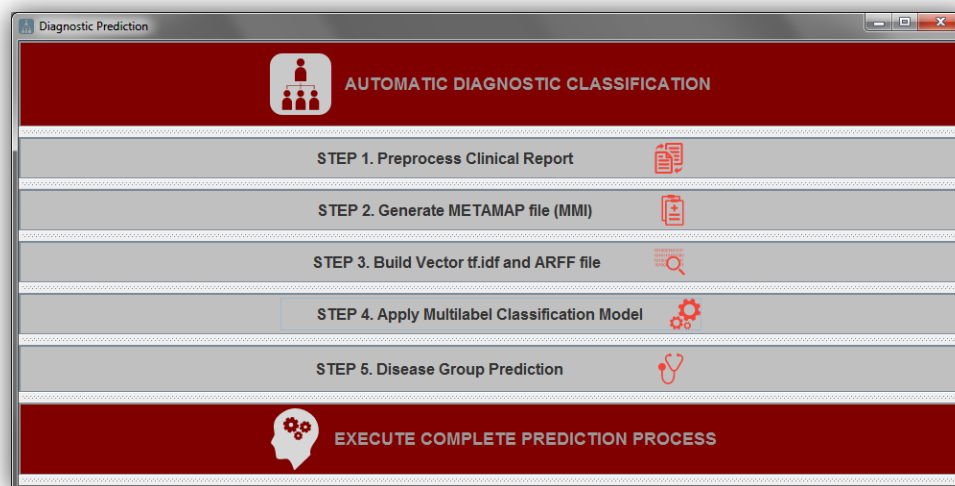 Diagnostic Prediction
AUTOMATIC DIAGNOSTIC CLASSIFICATION
STEP 1. Preprocess Clinical Report
STEP 2. Generate METAMAP file (MMI)
STEP 3. Build Vector tf.idf and ARFF file
STEP 4. Apply Multilabel Classification Model
STEP 5. Disease Group Prediction
EXECUTE COMPLETE PREDICTION PROCESS